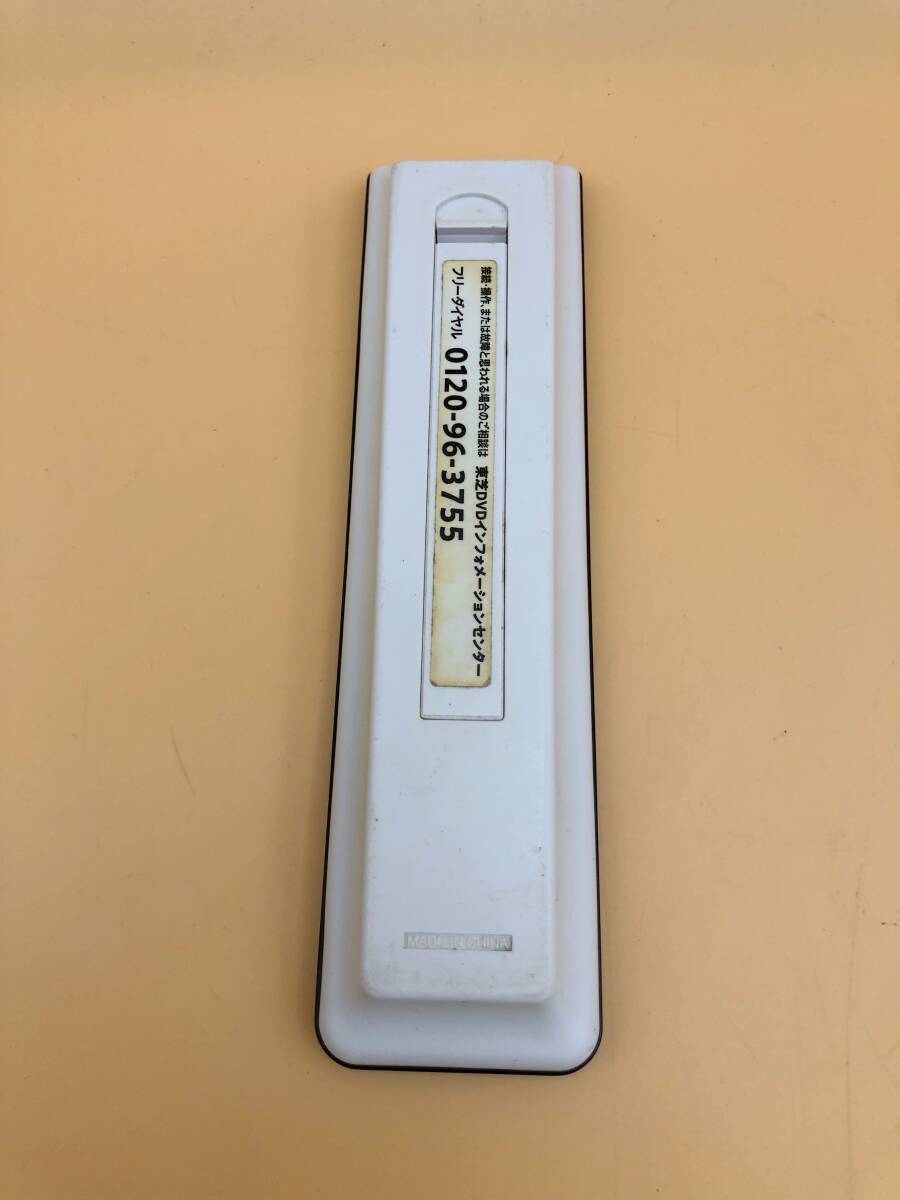 接続・操作、または故障と思われる場合のご相談は 東芝DVDインフォメーションセンター
フリーダイヤル 0120-96-3755
MADE IN CHINA